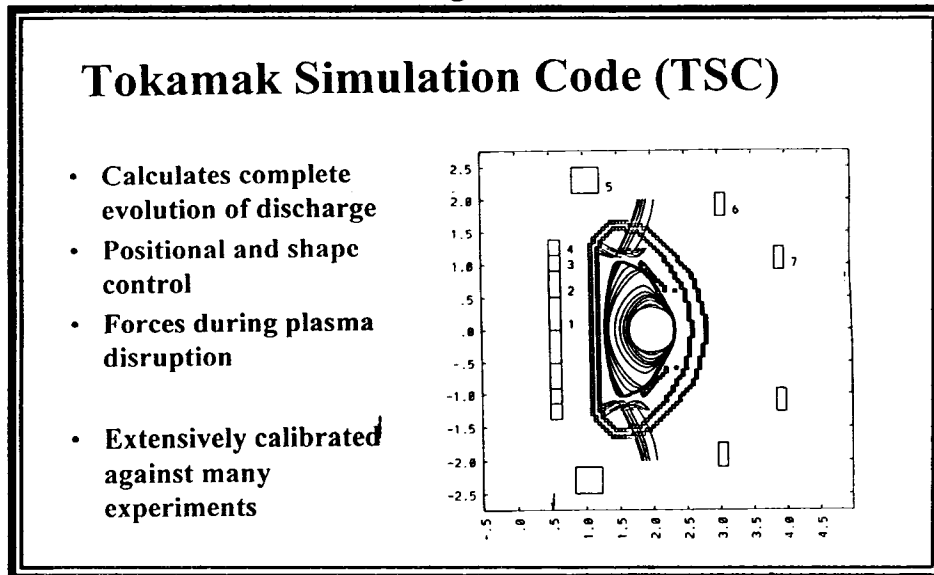 Tokamak Simulation Code (TSC)
• Calculates complete
evolution of discharge
• Positional and shape
control
• Forces during plasma
disruption
• Extensively calibrated
against many
experiments
2.5
2.0
1.5
1.0
.5
.0
-.5
-1.0
-1.5
-2.0
-2.5
5
6
4
3
2
1
7
-.5
.0
.5
1.0
1.5
2.0
2.5
3.0
3.5
4.0
4.5